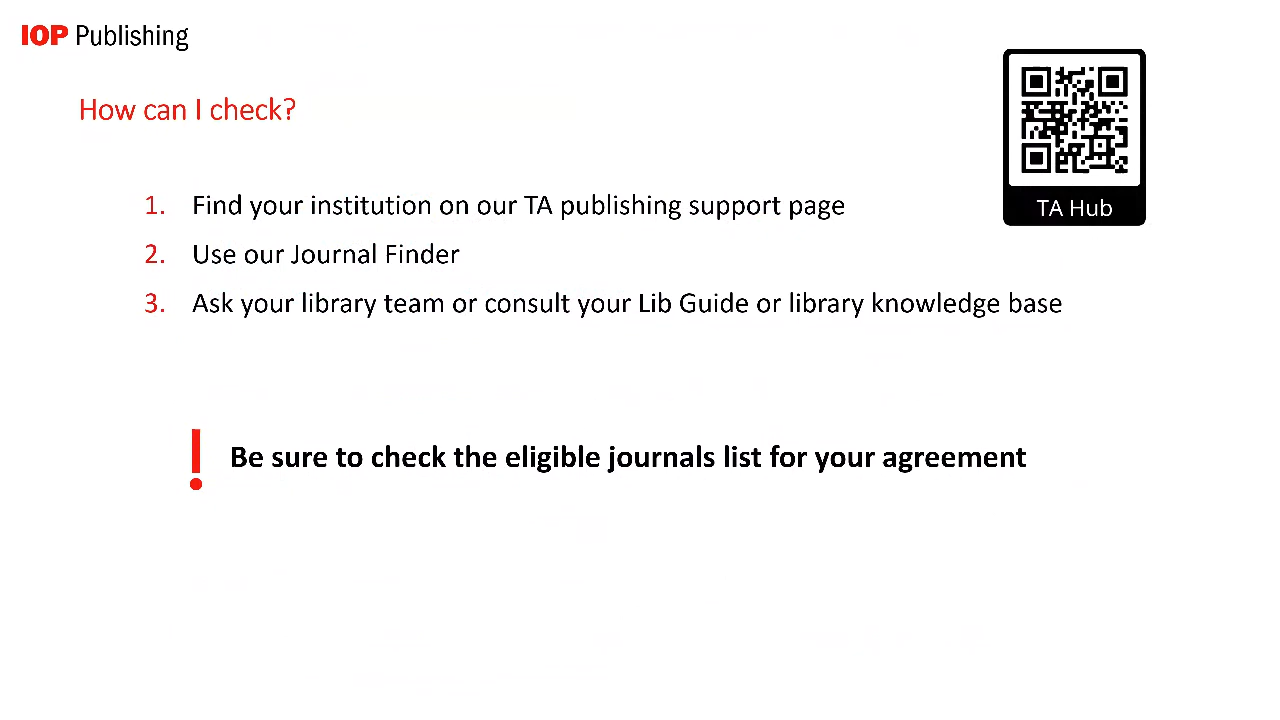 IOP Publishing
How can I check?
TA Hub
1. Find your institution on our TA publishing support page
2. Use our Journal Finder
3. Ask your library team or consult your Lib Guide or library knowledge base
! Be sure to check the eligible journals list for your agreement